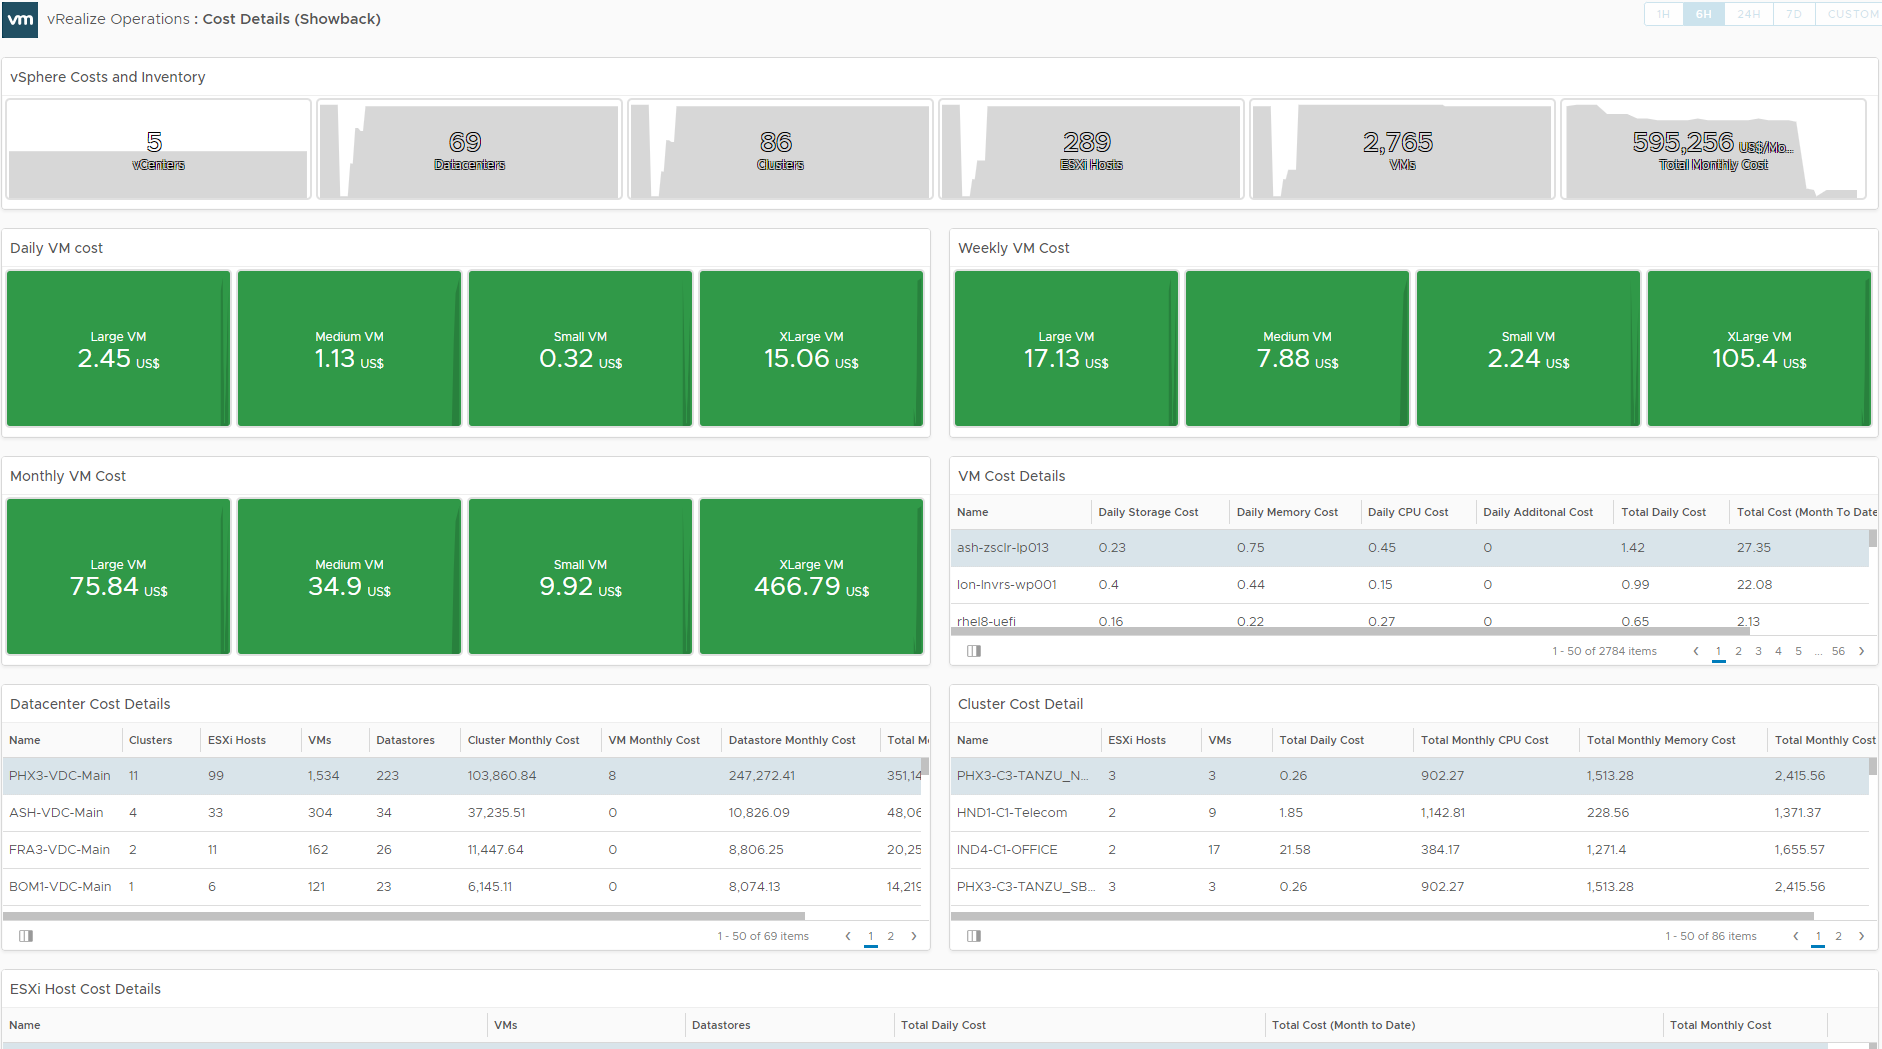 vm vRealize Operations : Cost Details (Showback) 1H 6H 24H 7D CUSTOM
vSphere Costs and Inventory
5 69 86 289 2,765 595,256 US$/Mo...
vCenters Datacenters Clusters ESXi Hosts VMs Total Monthly Cost
Daily VM cost Weekly VM Cost
Large VM Medium VM Small VM XLarge VM Large VM Medium VM Small VM XLarge VM
2.45 US$ 1.13 US$ 0.32 US$ 15.06 US$ 17.13 US$ 7.88 US$ 2.24 US$ 105.4 US$
Monthly VM Cost
Large VM Medium VM Small VM XLarge VM
75.84 US$ 34.9 US$ 9.92 US$ 466.79 US$
VM Cost Details
Name Daily Storage Cost Daily Memory Cost Daily CPU Cost Daily Additonal Cost Total Daily Cost Total Cost (Month To Date
ash-zsclr-lp013 0.23 0.75 0.45 0 1.42 27.35
lon-lnvrs-wp001 0.4 0.44 0.15 0 0.99 22.08
rhel8-uefi 0.16 0.22 0.27 0 0.65 2.13
1 - 50 of 2784 items 1 2 3 4 5 ... 56
Datacenter Cost Details
Name Clusters ESXi Hosts VMs Datastores Cluster Monthly Cost VM Monthly Cost Datastore Monthly Cost Total M
PHX3-VDC-Main 11 99 1,534 223 103,860.84 8 247,272.41 351,14
ASH-VDC-Main 4 33 304 34 37,235.51 0 10,826.09 48,06
FRA3-VDC-Main 2 11 162 26 11,447.64 0 8,806.25 20,25
BOM1-VDC-Main 1 6 121 23 6,145.11 0 8,074.13 14,219
1 - 50 of 69 items 1 2
Cluster Cost Detail
Name ESXi Hosts VMs Total Daily Cost Total Monthly CPU Cost Total Monthly Memory Cost Total Monthly Cost
PHX3-C3-TANZU_N... 3 3 0.26 902.27 1,513.28 2,415.56
HND1-C1-Telecom 2 9 1.85 1,142.81 228.56 1,371.37
IND4-C1-OFFICE 2 17 21.58 384.17 1,271.4 1,655.57
PHX3-C3-TANZU_SB... 3 3 0.26 902.27 1,513.28 2,415.56
1 - 50 of 86 items 1 2
ESXi Host Cost Details
Name VMs Datastores Total Daily Cost Total Cost (Month to Date) Total Monthly Cost